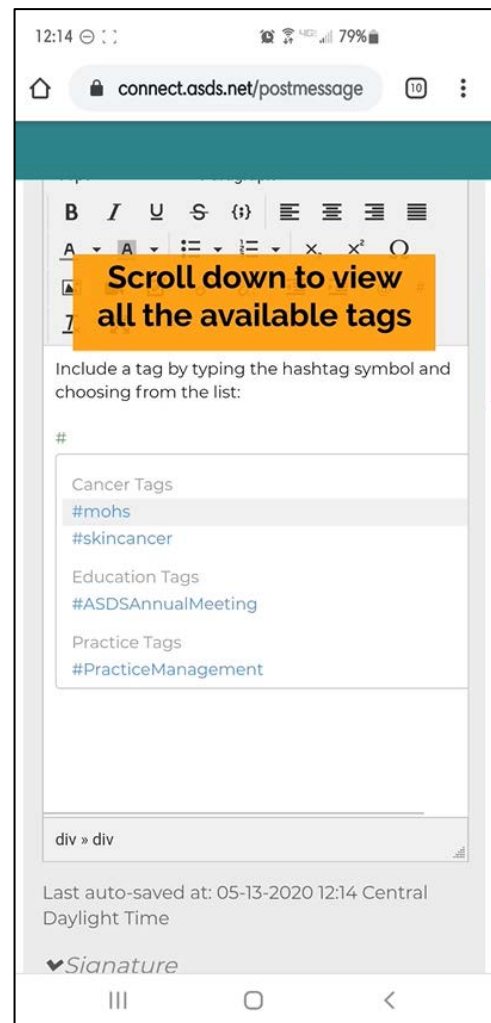 12:14
79%
connect.asds.net/postmessage
10
B I U S {;}
A A X₂ x² Ω
Scroll down to view
all the available tags
Include a tag by typing the hashtag symbol and
choosing from the list:
#
Cancer Tags
#mohs
#skincancer
Education Tags
#ASDSAnnualMeeting
Practice Tags
#PracticeManagement
div » div
Last auto-saved at: 05-13-2020 12:14 Central
Daylight Time
Signature